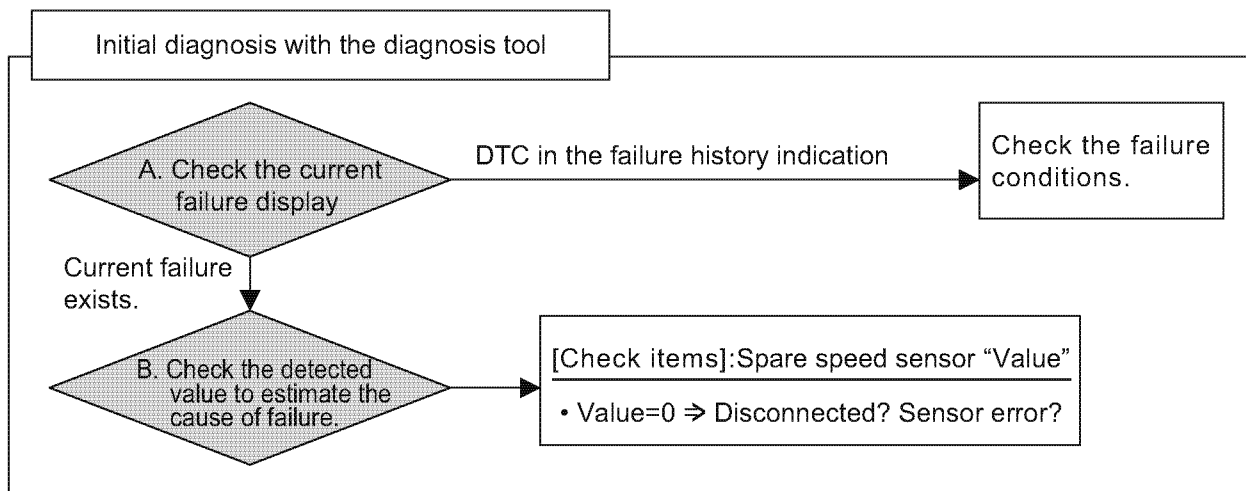 Initial diagnosis with the diagnosis tool
A. Check the current
failure display
DTC in the failure history indication
Check the failure
conditions.
Current failure
exists.
B. Check the detected
value to estimate the
cause of failure.
[Check items]:Spare speed sensor “Value”
• Value=0 ⇒ Disconnected? Sensor error?